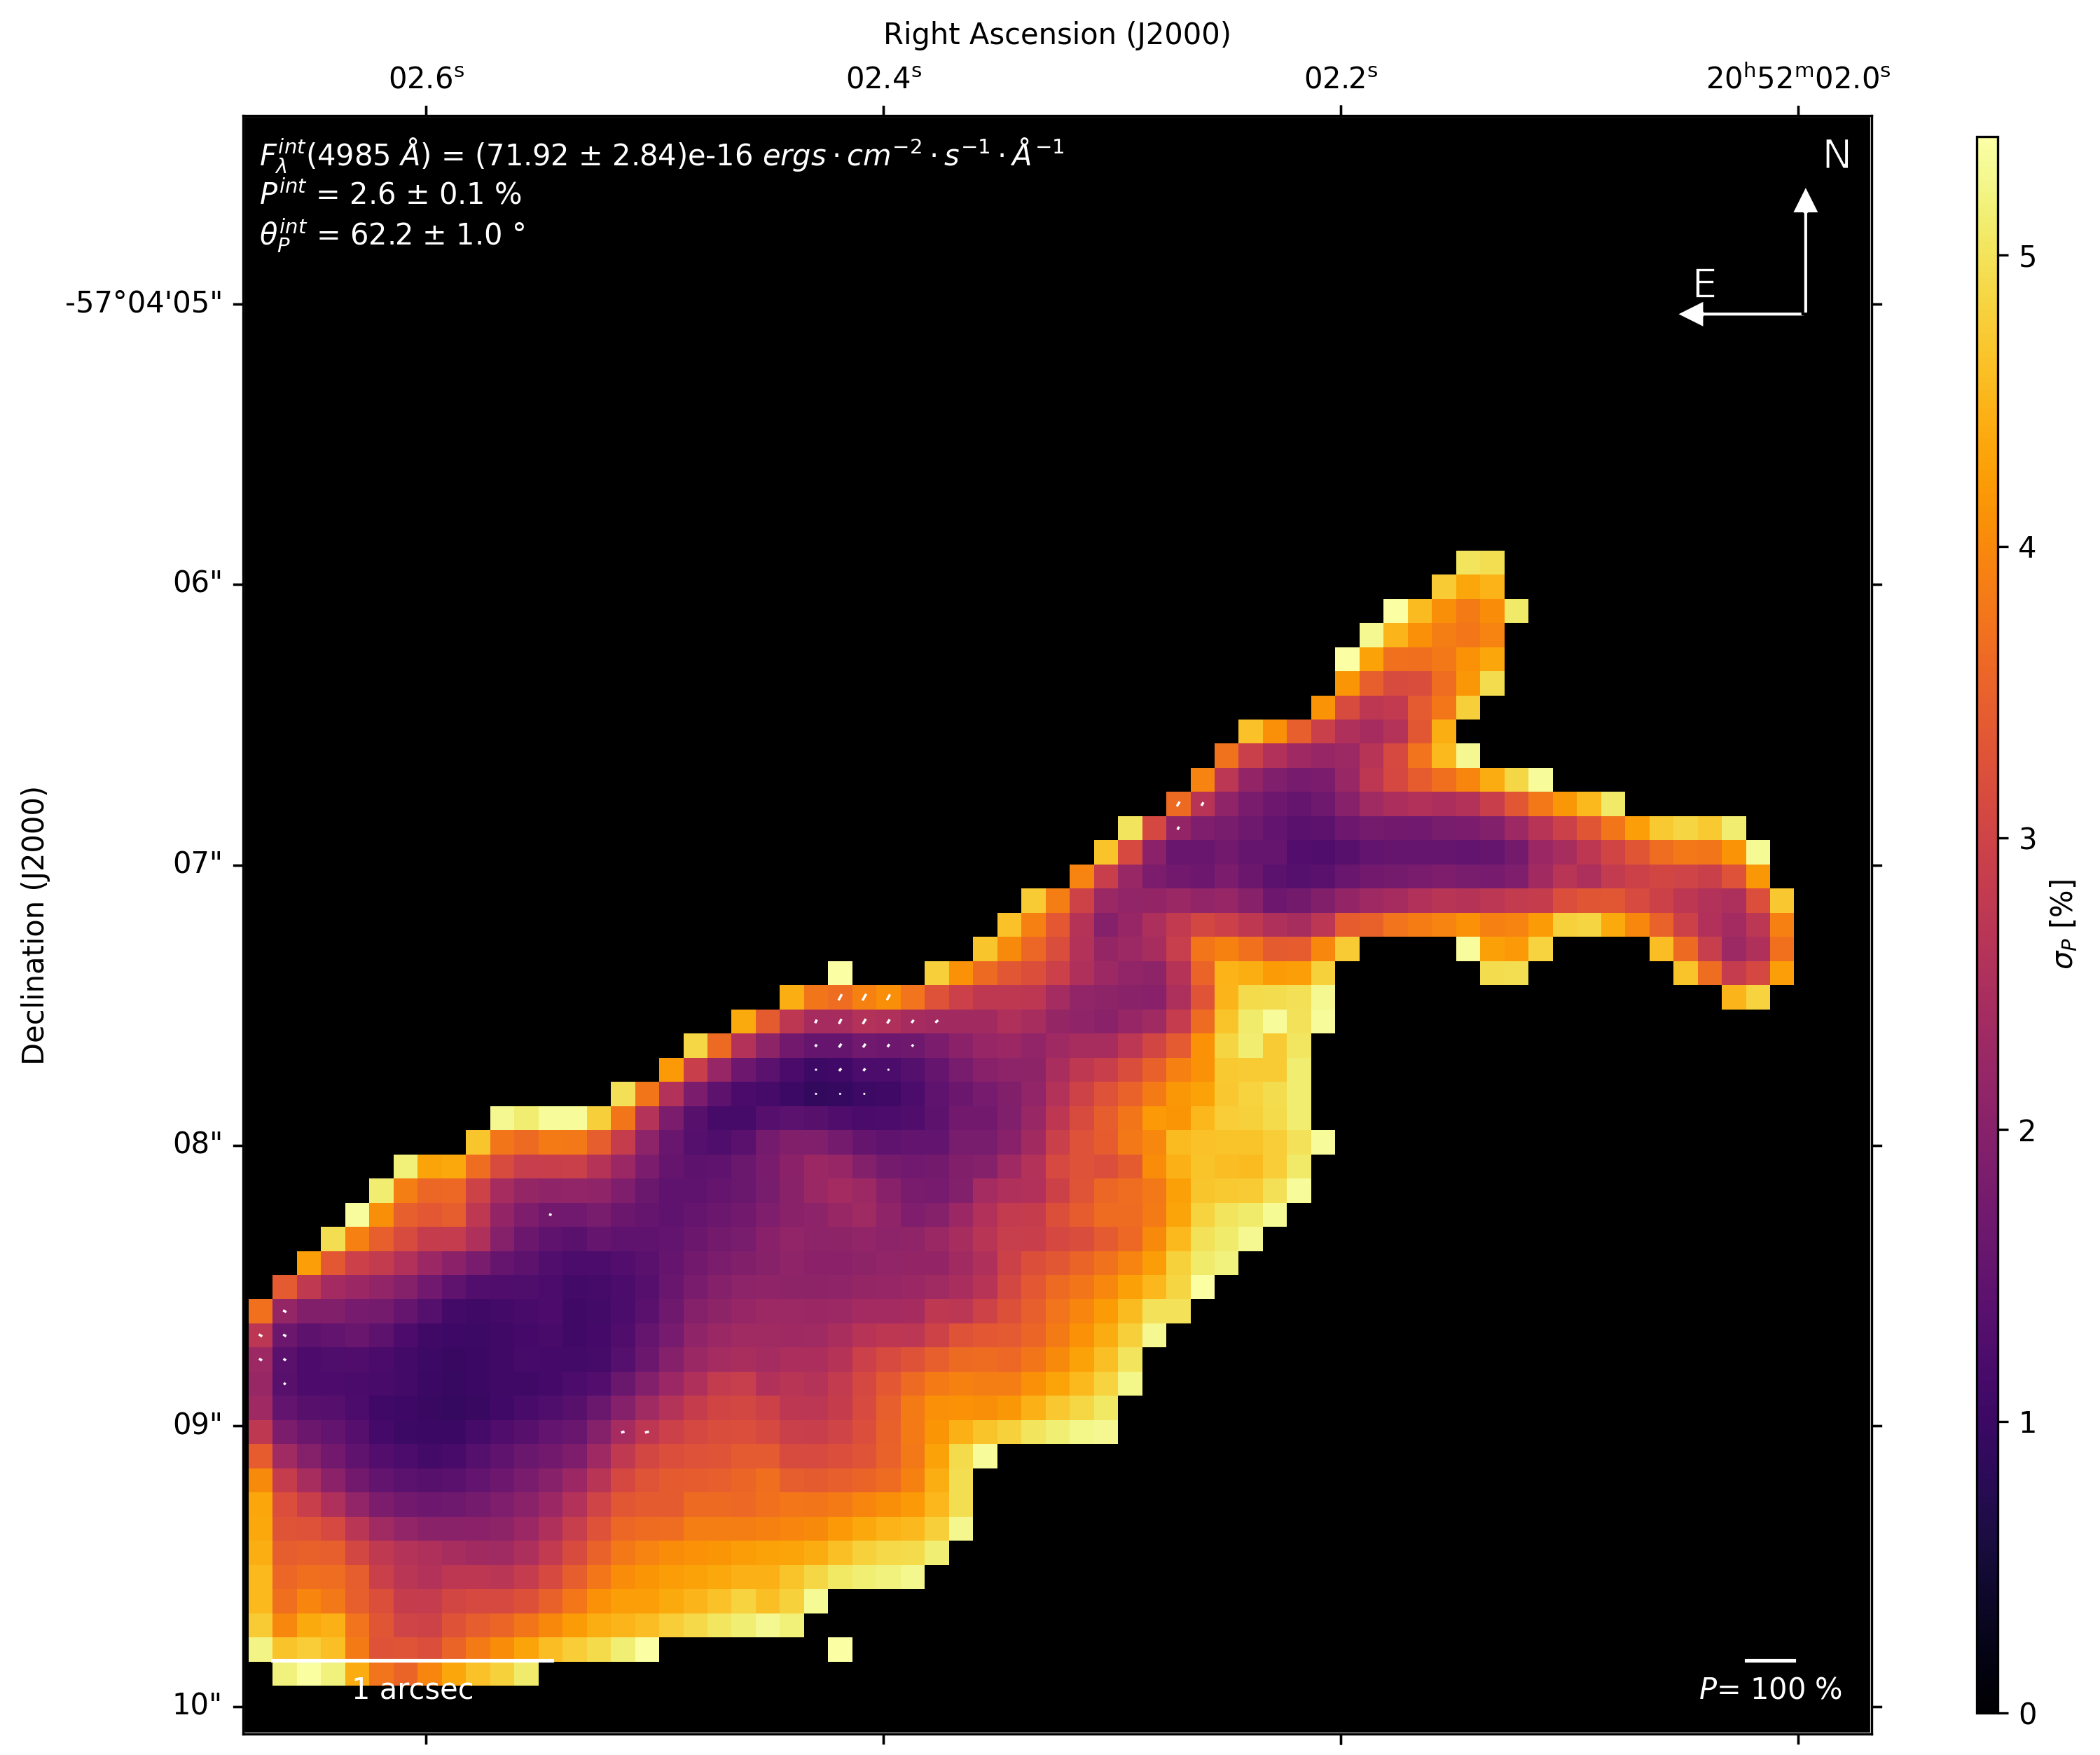 Right Ascension (J2000)
02.6ˢ 02.4ˢ 02.2ˢ 20ʰ52ᵐ02.0ˢ
F_λ^int(4985 Å) = (71.92 ± 2.84)e-16 ergs · cm⁻² · s⁻¹ · Å⁻¹
P^int = 2.6 ± 0.1 %
θ_P^int = 62.2 ± 1.0 °
N
E
-57°04'05"
06"
07"
08"
09"
10"
Declination (J2000)
1 arcsec
P= 100 %
5
4
3
2
1
0
σ_P [%]